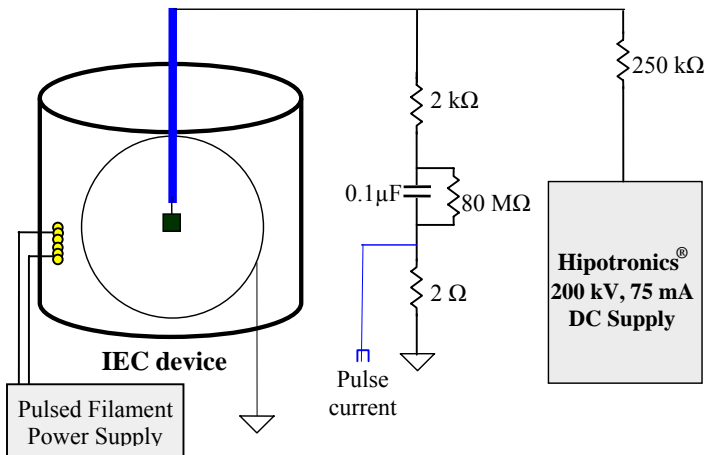 250 kΩ
2 kΩ
0.1µF
80 MΩ
Hipotronics®
200 kV, 75 mA
DC Supply
2 Ω
IEC device
Pulse
current
Pulsed Filament
Power Supply